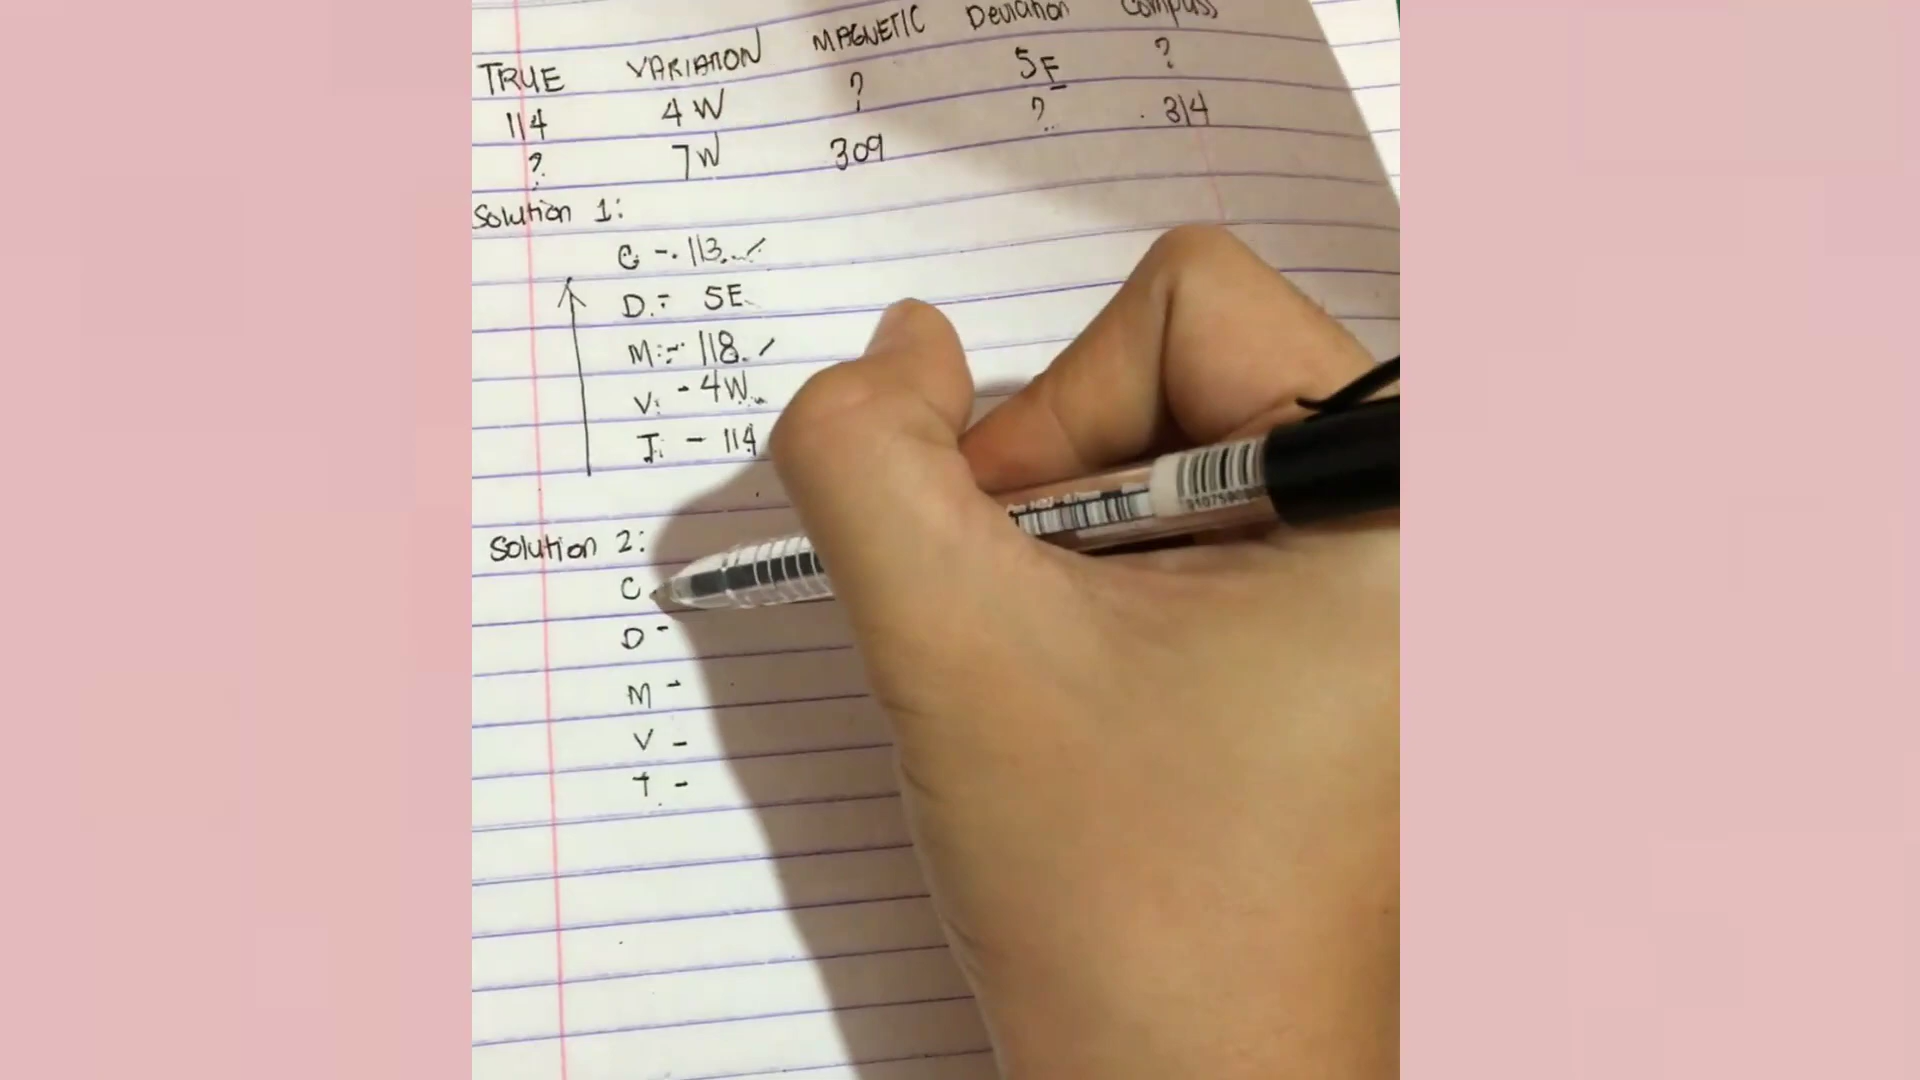 TRUE VARIATION MAGNETIC Deviation Compass
114 4W ? 5E ?
? 7W 309 ? 314
Solution 1:
C - 113
D: - 5E
M: - 118
V: - 4W
T: - 114
Solution 2:
C
D -
M -
V -
T -